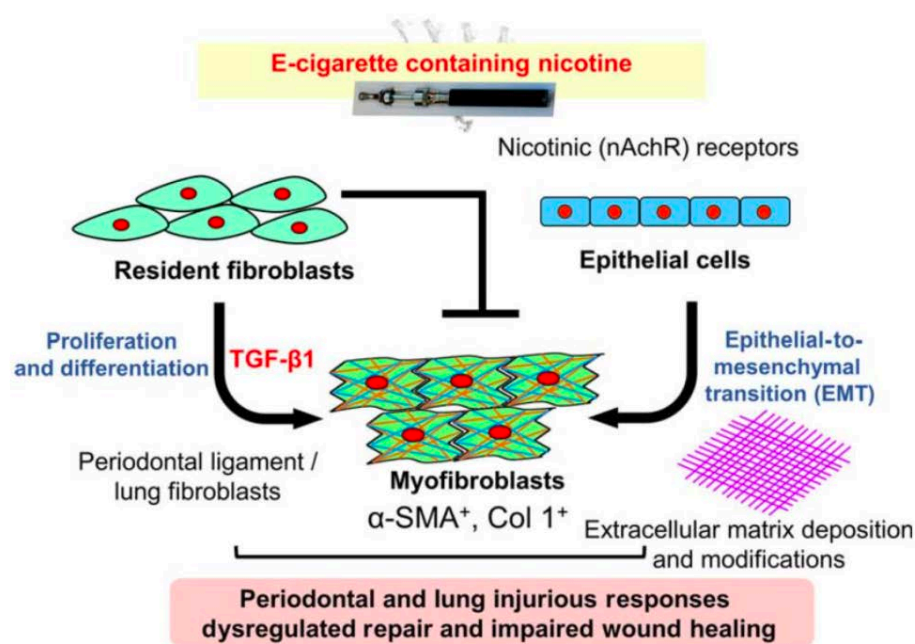 E-cigarette containing nicotine
Nicotinic (nAchR) receptors
Resident fibroblasts
Epithelial cells
Proliferation
and differentiation
TGF-β1
Epithelial-to-
mesenchymal
transition (EMT)
Periodontal ligament /
lung fibroblasts
Myofibroblasts
α-SMA⁺, Col 1⁺
Extracellular matrix deposition
and modifications
Periodontal and lung injurious responses
dysregulated repair and impaired wound healing